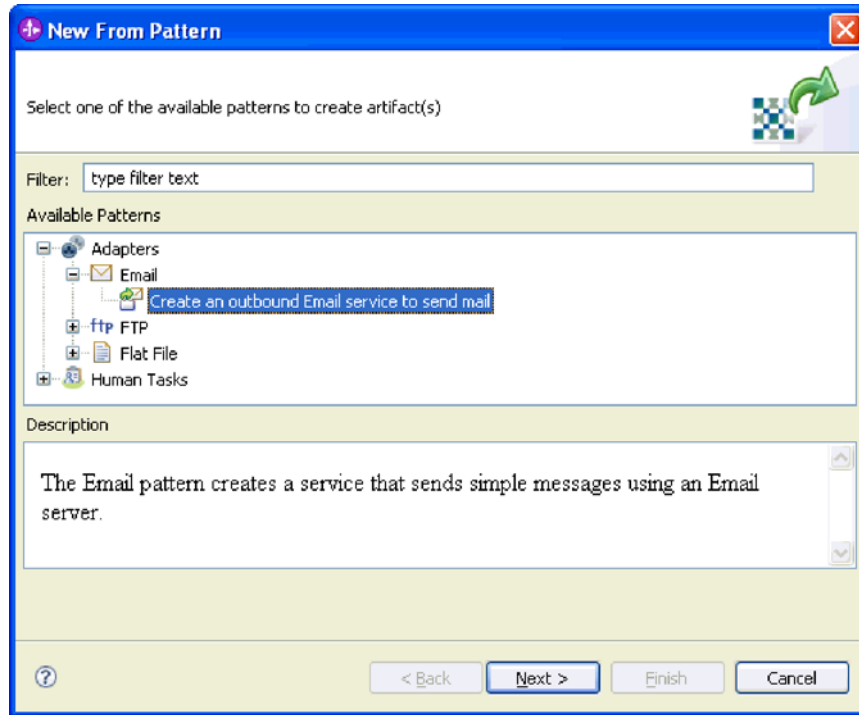 New From Pattern
Select one of the available patterns to create artifact(s)
Filter: type filter text
Available Patterns
Adapters
Email
Create an outbound Email service to send mail
ftp FTP
Flat File
Human Tasks
Description
The Email pattern creates a service that sends simple messages using an Email
server.
< Back Next > Finish Cancel